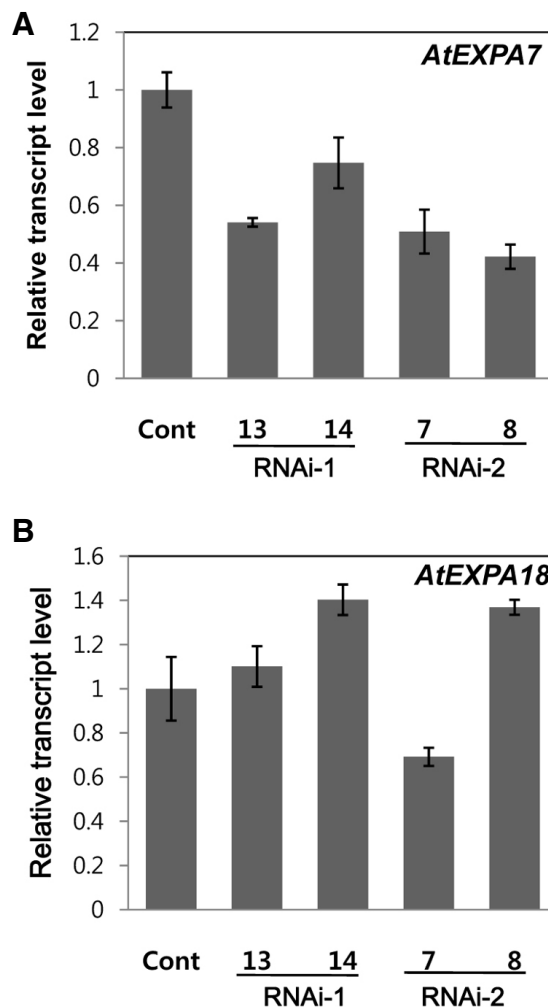 A
AtEXPA7
Relative transcript level
1.2
1
0.8
0.6
0.4
0.2
0
Cont 13 14 7 8
RNAi-1 RNAi-2
B
AtEXPA18
Relative transcript level
1.6
1.4
1.2
1
0.8
0.6
0.4
0.2
0
Cont 13 14 7 8
RNAi-1 RNAi-2